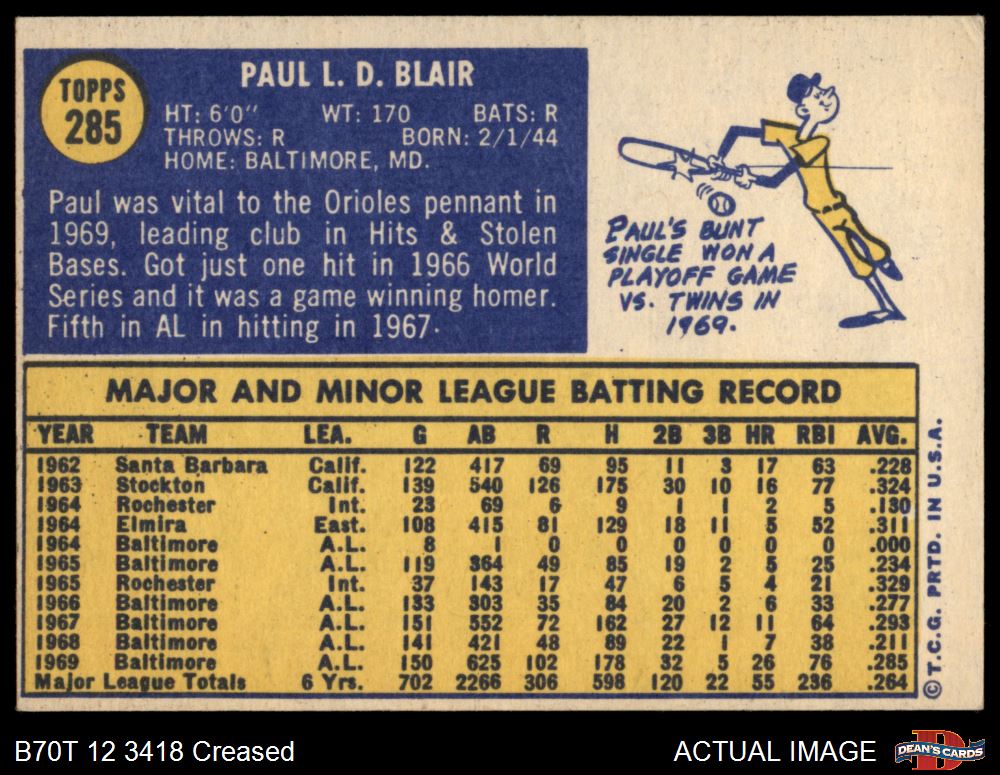 TOPPS
285
PAUL L. D. BLAIR
HT: 6'0" WT: 170 BATS: R
THROWS: R BORN: 2/1/44
HOME: BALTIMORE, MD.
Paul was vital to the Orioles pennant in
1969, leading club in Hits & Stolen
Bases. Got just one hit in 1966 World
Series and it was a game winning homer.
Fifth in AL in hitting in 1967.
PAUL'S BUNT
SINGLE WON A
PLAYOFF GAME
VS. TWINS IN
1969.
MAJOR AND MINOR LEAGUE BATTING RECORD
YEAR TEAM LEA. G AB R H 2B 3B HR RBI AVG.
1962 Santa Barbara Calif. 122 417 69 95 11 3 17 63 .228
1963 Stockton Calif. 139 540 126 175 30 10 16 77 .324
1964 Rochester Int. 23 69 6 9 1 1 2 5 .130
1964 Elmira East. 108 415 81 129 18 11 5 52 .311
1964 Baltimore A.L. 8 1 0 0 0 0 0 0 .000
1965 Baltimore A.L. 119 364 49 85 19 2 5 25 .234
1965 Rochester Int. 37 143 17 47 6 5 4 21 .329
1966 Baltimore A.L. 133 303 35 84 20 2 6 33 .277
1967 Baltimore A.L. 151 552 72 162 27 12 11 64 .293
1968 Baltimore A.L. 141 421 48 89 22 1 7 38 .211
1969 Baltimore A.L. 150 625 102 178 32 5 26 76 .285
Major League Totals 6 Yrs. 702 2266 306 598 120 22 55 236 .264
© T.C.G. PRTD. IN U.S.A.
B70T 12 3418 Creased
ACTUAL IMAGE
DEAN'S CARDS